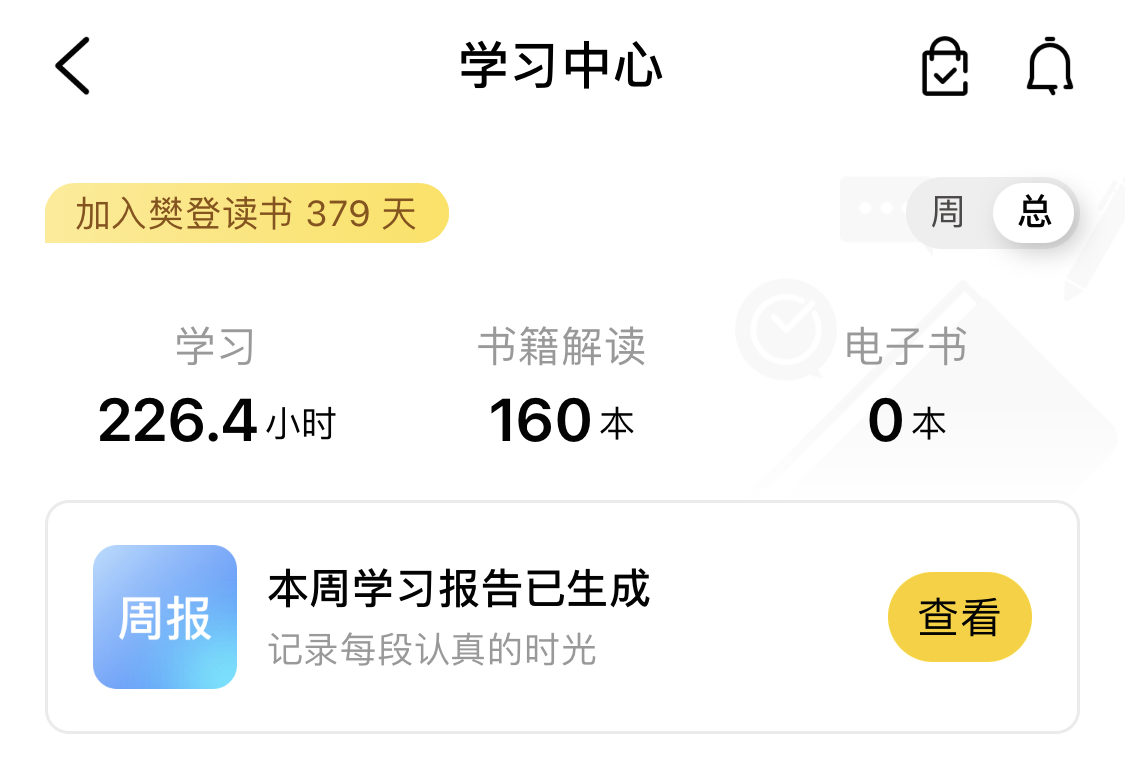 学习中心
加入樊登读书 379 天
周 总
学习 书籍解读 电子书
226.4 小时 160 本 0 本
周报
本周学习报告已生成
记录每段认真的时光
查看